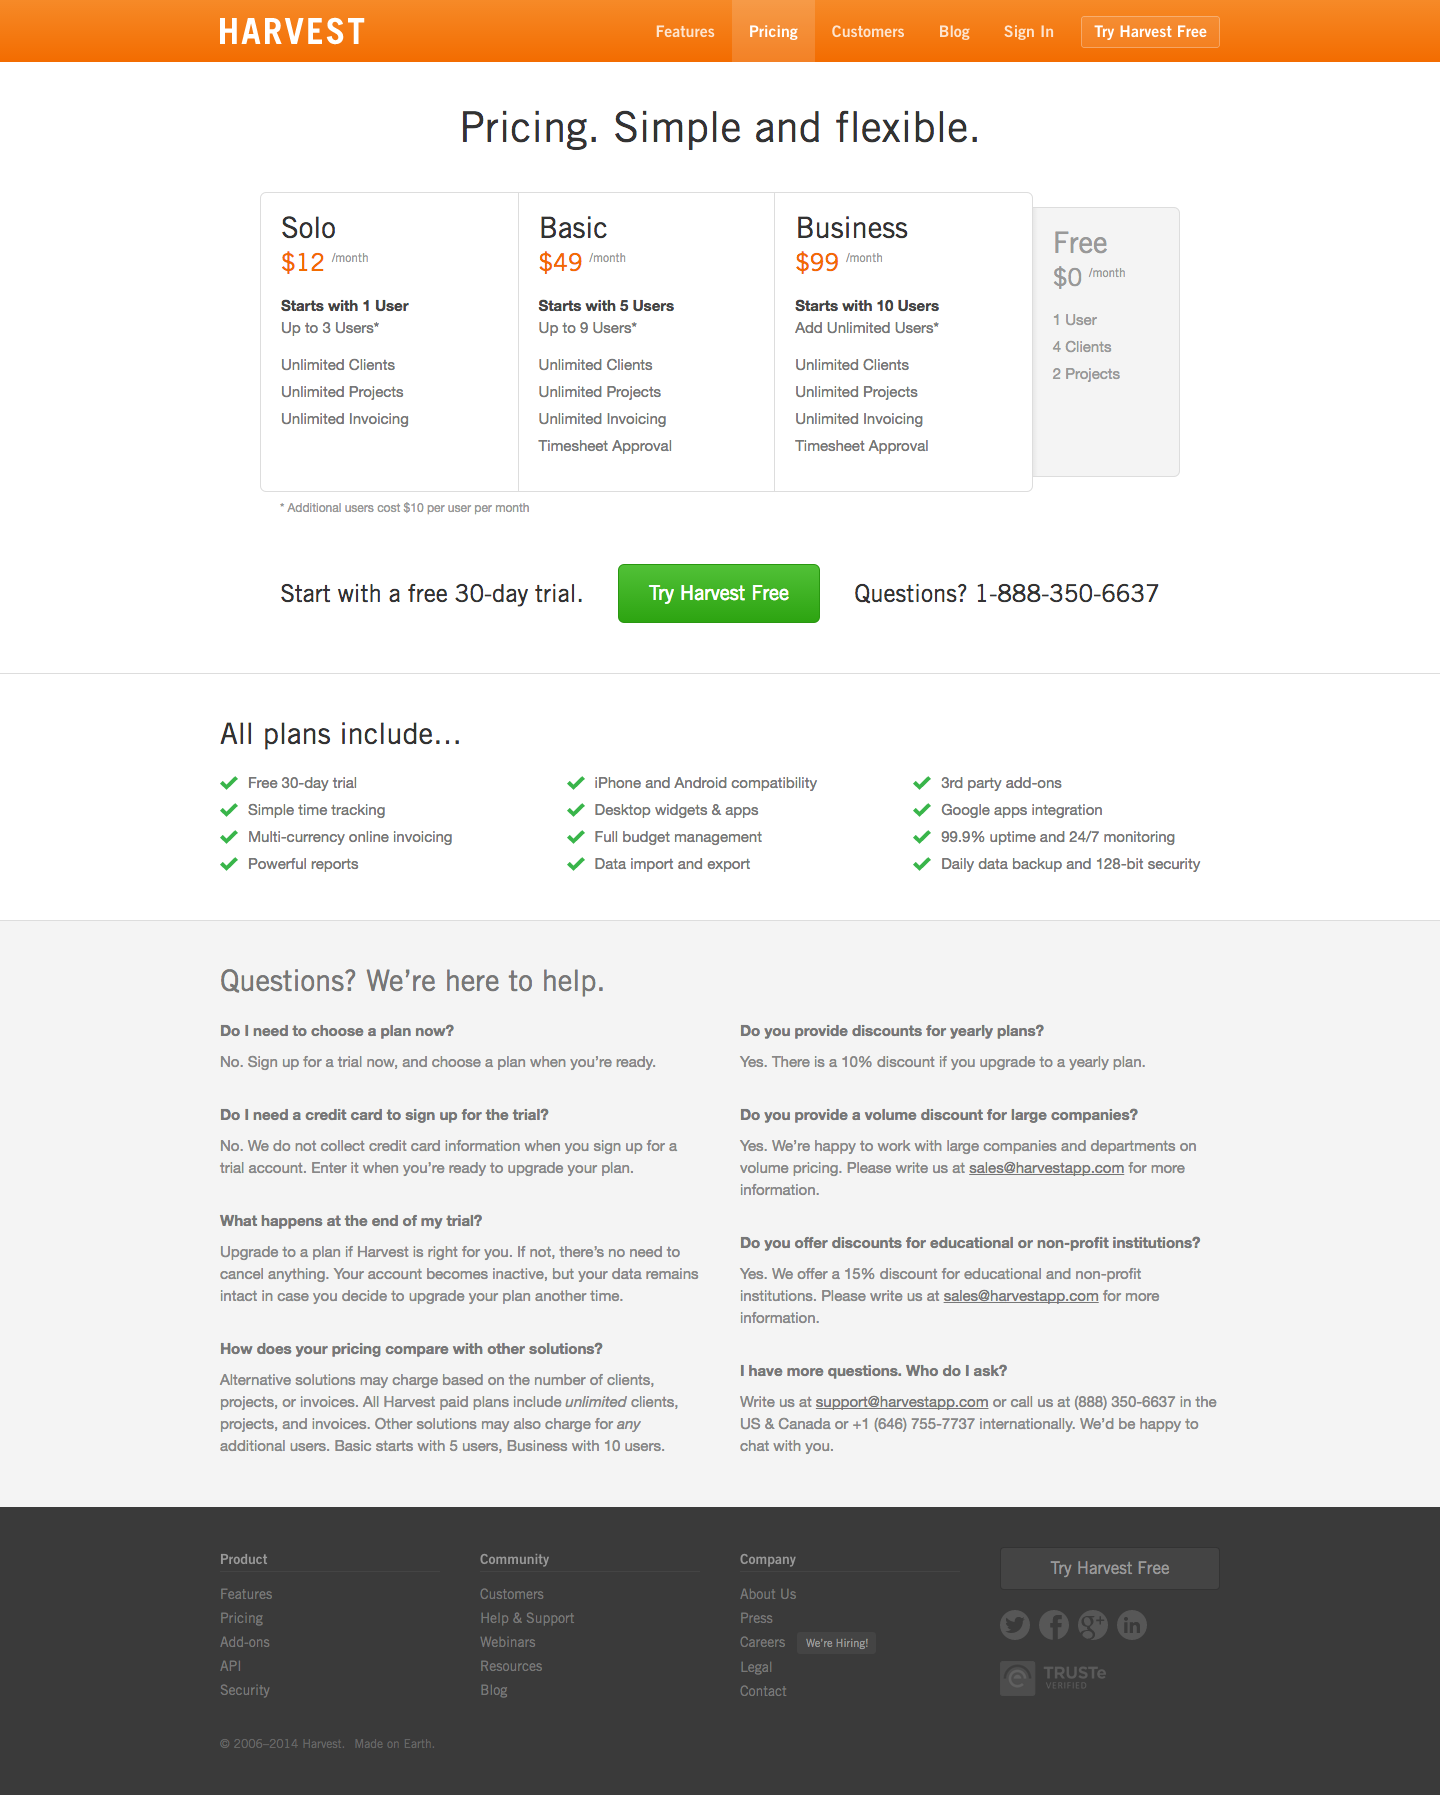 HARVEST
Features
Pricing
Customers
Blog
Sign In
Try Harvest Free
Pricing. Simple and flexible.
Solo
$12 /month
Starts with 1 User
Up to 3 Users*
Unlimited Clients
Unlimited Projects
Unlimited Invoicing
Basic
$49 /month
Starts with 5 Users
Up to 9 Users*
Unlimited Clients
Unlimited Projects
Unlimited Invoicing
Timesheet Approval
Business
$99 /month
Starts with 10 Users
Add Unlimited Users*
Unlimited Clients
Unlimited Projects
Unlimited Invoicing
Timesheet Approval
Free
$0 /month
1 User
4 Clients
2 Projects
* Additional users cost $10 per user per month
Start with a free 30-day trial.
Try Harvest Free
Questions? 1-888-350-6637
All plans include…
Free 30-day trial
Simple time tracking
Multi-currency online invoicing
Powerful reports
iPhone and Android compatibility
Desktop widgets & apps
Full budget management
Data import and export
3rd party add-ons
Google apps integration
99.9% uptime and 24/7 monitoring
Daily data backup and 128-bit security
Questions? We’re here to help.
Do I need to choose a plan now?
No. Sign up for a trial now, and choose a plan when you’re ready.
Do I need a credit card to sign up for the trial?
No. We do not collect credit card information when you sign up for a
trial account. Enter it when you’re ready to upgrade your plan.
What happens at the end of my trial?
Upgrade to a plan if Harvest is right for you. If not, there’s no need to
cancel anything. Your account becomes inactive, but your data remains
intact in case you decide to upgrade your plan another time.
How does your pricing compare with other solutions?
Alternative solutions may charge based on the number of clients,
projects, or invoices. All Harvest paid plans include unlimited clients,
projects, and invoices. Other solutions may also charge for any
additional users. Basic starts with 5 users, Business with 10 users.
Do you provide discounts for yearly plans?
Yes. There is a 10% discount if you upgrade to a yearly plan.
Do you provide a volume discount for large companies?
Yes. We’re happy to work with large companies and departments on
volume pricing. Please write us at sales@harvestapp.com for more
information.
Do you offer discounts for educational or non-profit institutions?
Yes. We offer a 15% discount for educational and non-profit
institutions. Please write us at sales@harvestapp.com for more
information.
I have more questions. Who do I ask?
Write us at support@harvestapp.com or call us at (888) 350-6637 in the
US & Canada or +1 (646) 755-7737 internationally. We’d be happy to
chat with you.
Product
Features
Pricing
Add-ons
API
Security
Community
Customers
Help & Support
Webinars
Resources
Blog
Company
About Us
Press
Careers We’re Hiring!
Legal
Contact
Try Harvest Free
TRUSTe
VERIFIED
© 2006–2014 Harvest. Made on Earth.